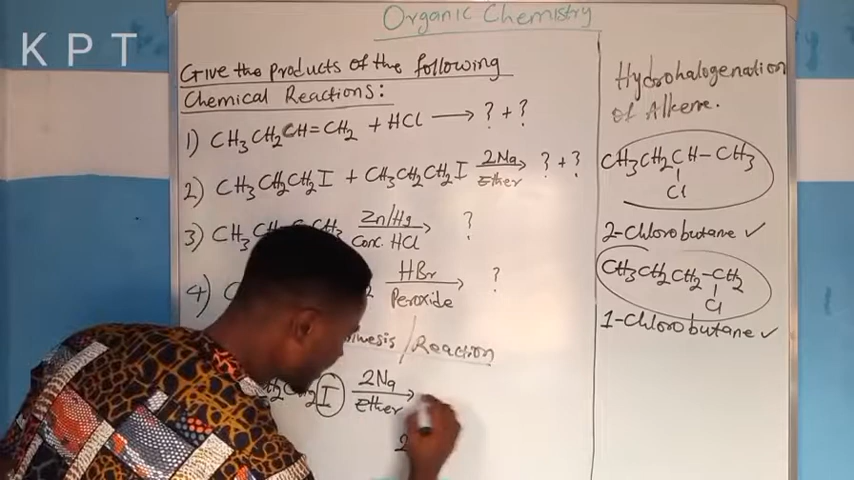 KPT
Organic Chemistry
Give the Products of the following
Chemical Reactions:
1) CH3CH2CH=CH2 + HCl ⟶ ? + ?
2) CH3CH2CH2I + CH3CH2CH2I 2Na Ether ? + ?
3) CH3 Zn/Hg Conc. HCl ?
4) HBr Peroxide ?
/Reaction
I 2Na Ether
2
Hydrohalogenation
of Alkene.
CH3CH2CH-CH3
Cl
2-Chlorobutane ✓
CH3CH2CH2-CH2
Cl
1-Chlorobutane ✓